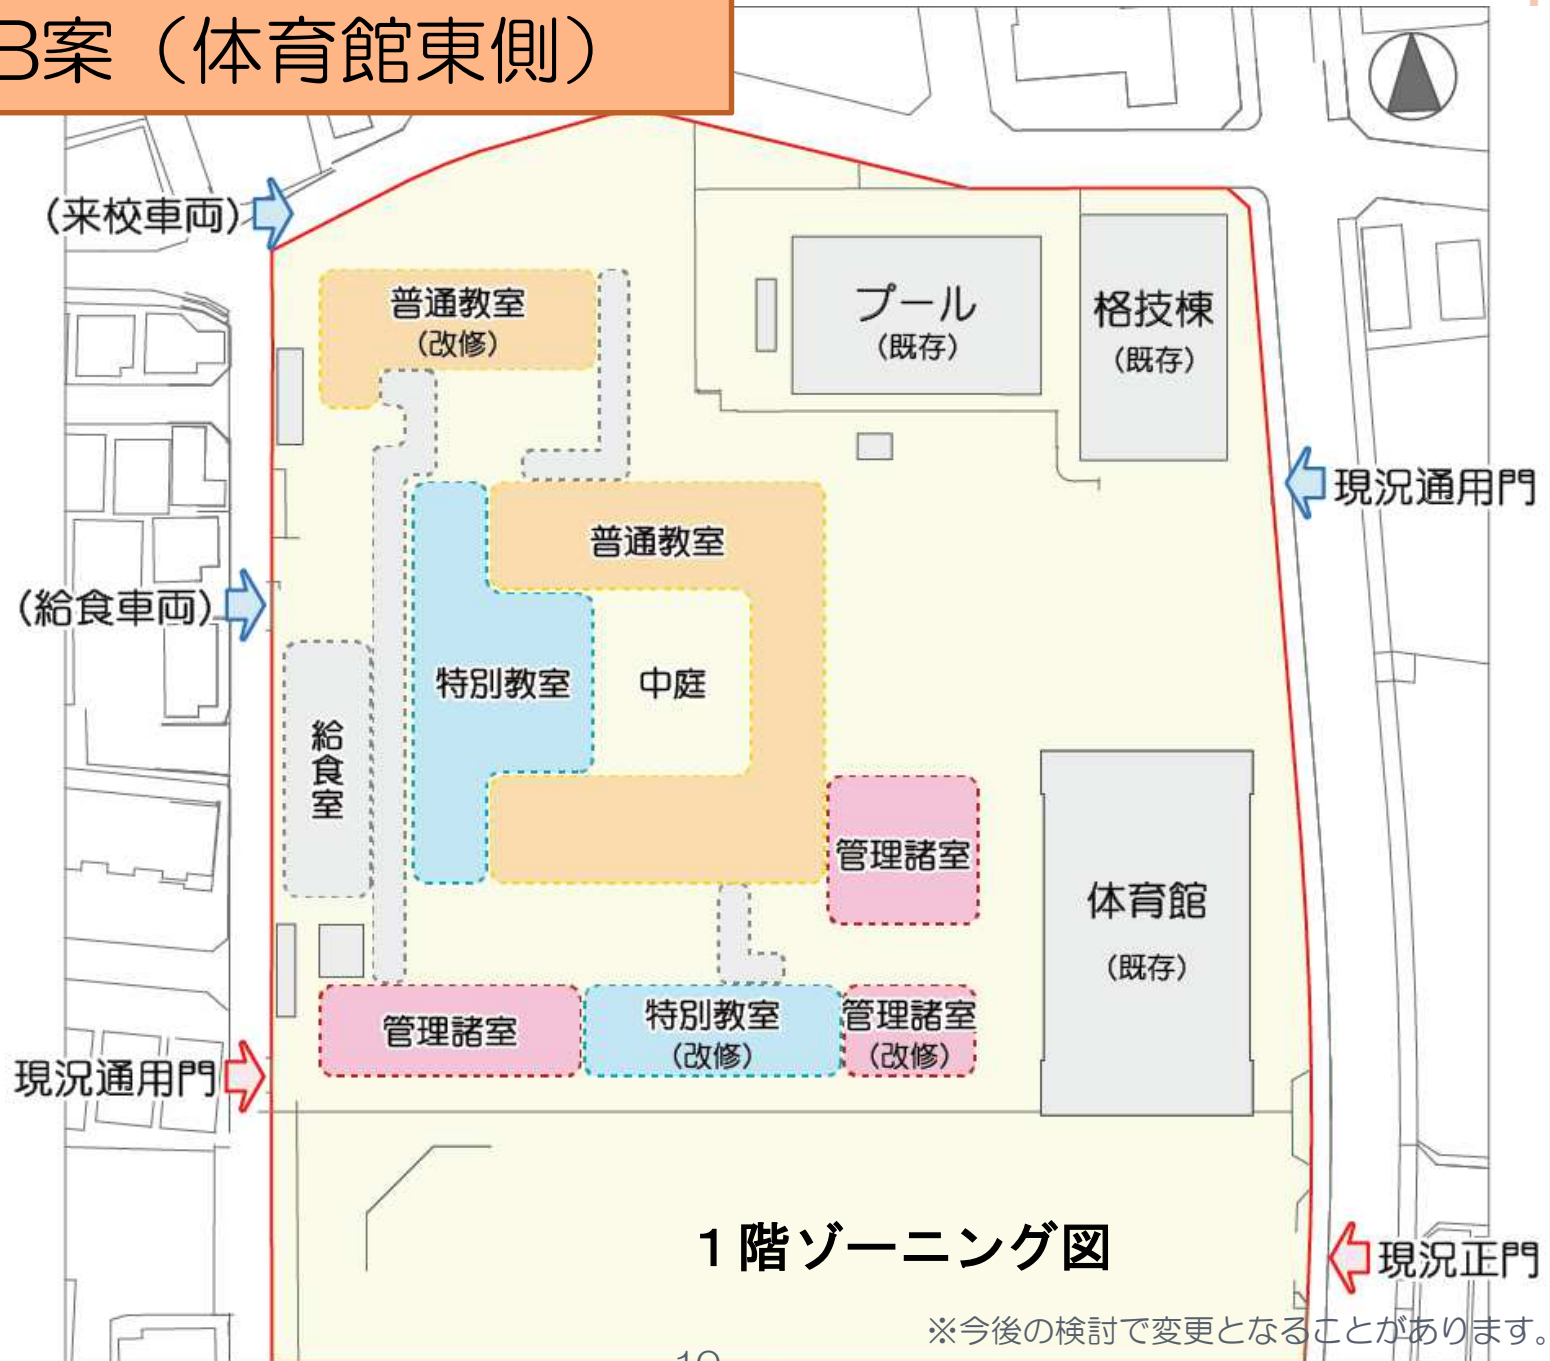 B案（体育館東側）
（来校車両）
普通教室
（改修）
プール
（既存）
格技棟
（既存）
現況通用門
普通教室
（給食車両）
特別教室
中庭
給食室
管理諸室
体育館
（既存）
管理諸室
特別教室
（改修）
管理諸室
（改修）
現況通用門
1階ゾーニング図
現況正門
※今後の検討で変更となることがあります。